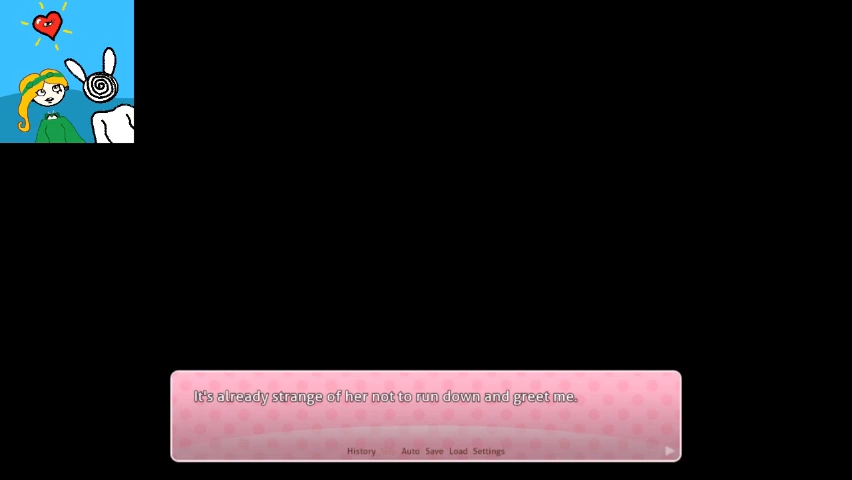 It's already strange of her not to run down and greet me.
History Auto Save Load Settings